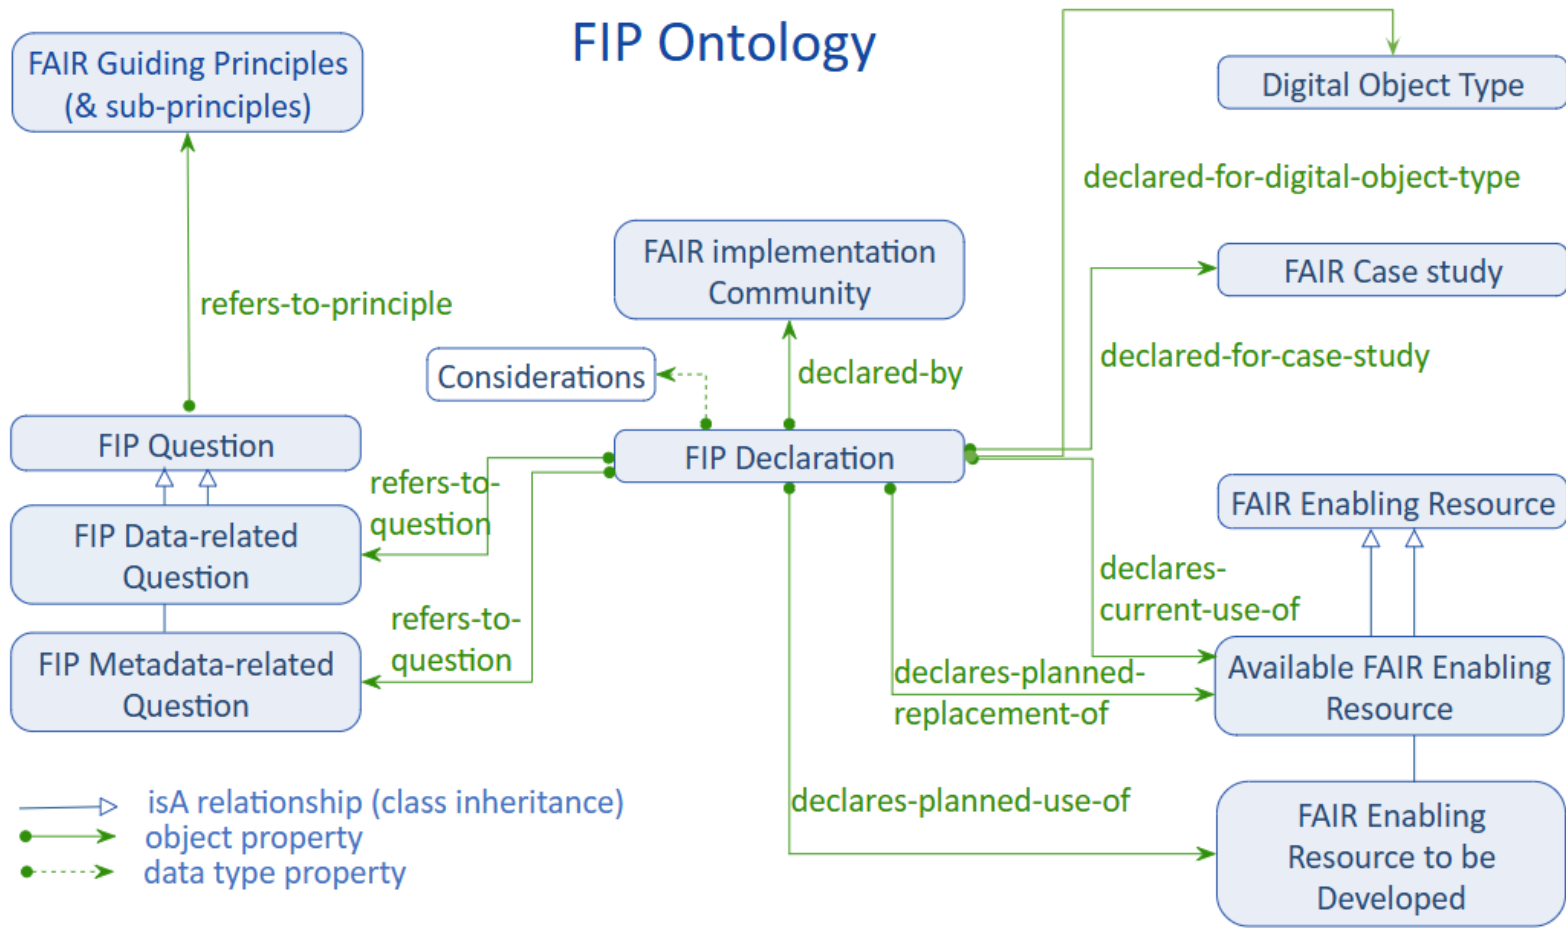 FIP Ontology
FAIR Guiding Principles
(& sub-principles)
Digital Object Type
declared-for-digital-object-type
FAIR implementation
Community
FAIR Case study
refers-to-principle
declared-for-case-study
Considerations
declared-by
FIP Question
FIP Declaration
refers-to-
question
FAIR Enabling Resource
FIP Data-related
Question
declares-
current-use-of
refers-to-
question
FIP Metadata-related
Question
declares-planned-
replacement-of
Available FAIR Enabling
Resource
declares-planned-use-of
FAIR Enabling
Resource to be
Developed
isA relationship (class inheritance)
object property
data type property